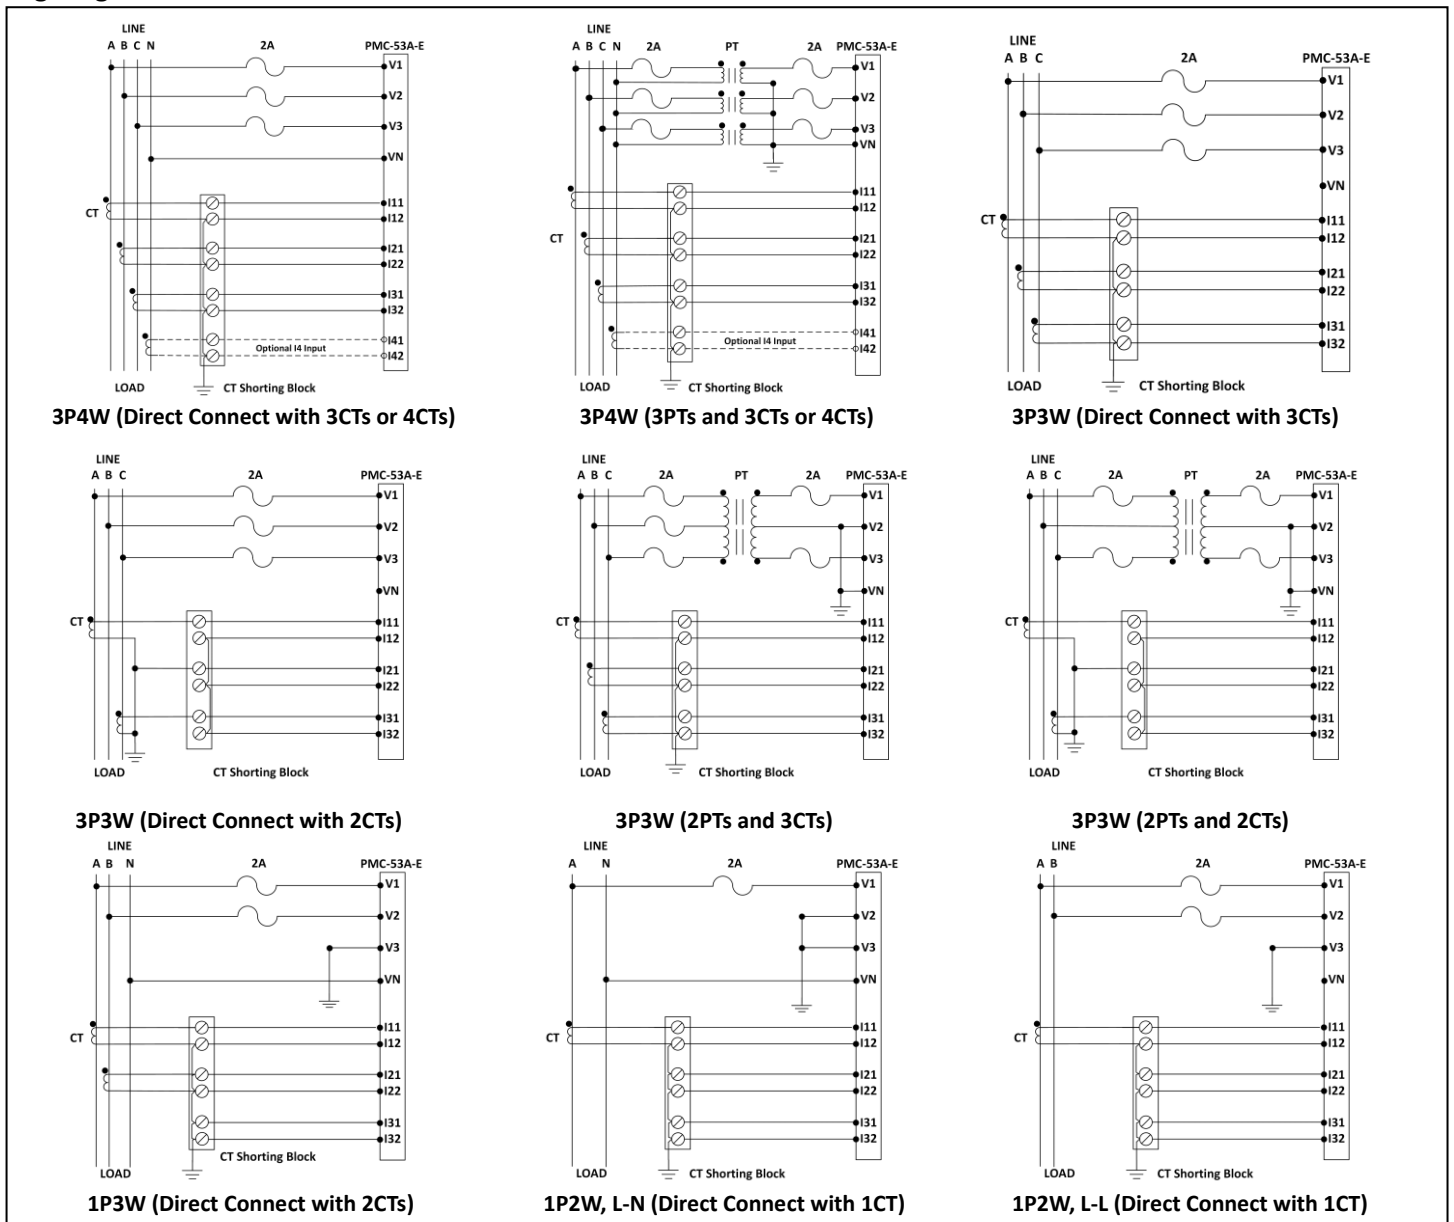 LINE
A B C N 2A PMC-53A-E
V1
V2
V3
VN
CT
I11
I12
I21
I22
I31
I32
I41
Optional I4 Input
I42
LOAD CT Shorting Block
3P4W (Direct Connect with 3CTs or 4CTs)
LINE
A B C N 2A PT 2A PMC-53A-E
V1
V2
V3
VN
I11
I12
CT
I21
I22
I31
I32
I41
Optional I4 Input
I42
LOAD CT Shorting Block
3P4W (3PTs and 3CTs or 4CTs)
LINE
A B C 2A PMC-53A-E
V1
V2
V3
VN
CT
I11
I12
I21
I22
I31
I32
LOAD CT Shorting Block
3P3W (Direct Connect with 3CTs)
LINE
A B C 2A PMC-53A-E
V1
V2
V3
VN
CT
I11
I12
I21
I22
I31
I32
LOAD CT Shorting Block
3P3W (Direct Connect with 2CTs)
LINE
A B C 2A PT 2A PMC-53A-E
V1
V2
V3
VN
CT
I11
I12
I21
I22
I31
I32
LOAD CT Shorting Block
3P3W (2PTs and 3CTs)
LINE
A B C 2A PT 2A PMC-53A-E
V1
V2
V3
VN
CT
I11
I12
I21
I22
I31
I32
LOAD CT Shorting Block
3P3W (2PTs and 2CTs)
LINE
A B N 2A PMC-53A-E
V1
V2
V3
VN
CT
I11
I12
I21
I22
I31
I32
CT Shorting Block
LOAD
1P3W (Direct Connect with 2CTs)
LINE
A N 2A PMC-53A-E
V1
V2
V3
VN
CT
I11
I12
I21
I22
I31
I32
LOAD CT Shorting Block
1P2W, L-N (Direct Connect with 1CT)
LINE
A B 2A PMC-53A-E
V1
V2
V3
VN
CT
I11
I12
I21
I22
I31
I32
LOAD CT Shorting Block
1P2W, L-L (Direct Connect with 1CT)